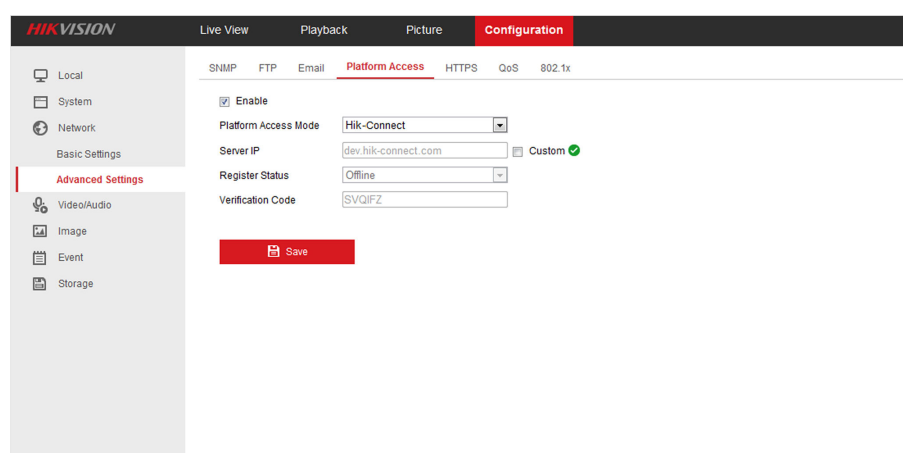 HIKVISION Live View Playback Picture Configuration
SNMP FTP Email Platform Access HTTPS QoS 802.1x
Local
System
Network
Basic Settings
Advanced Settings
Video/Audio
Image
Event
Storage
Enable
Platform Access Mode Hik-Connect
Server IP dev.hik-connect.com Custom
Register Status Offline
Verification Code SVQIFZ
Save